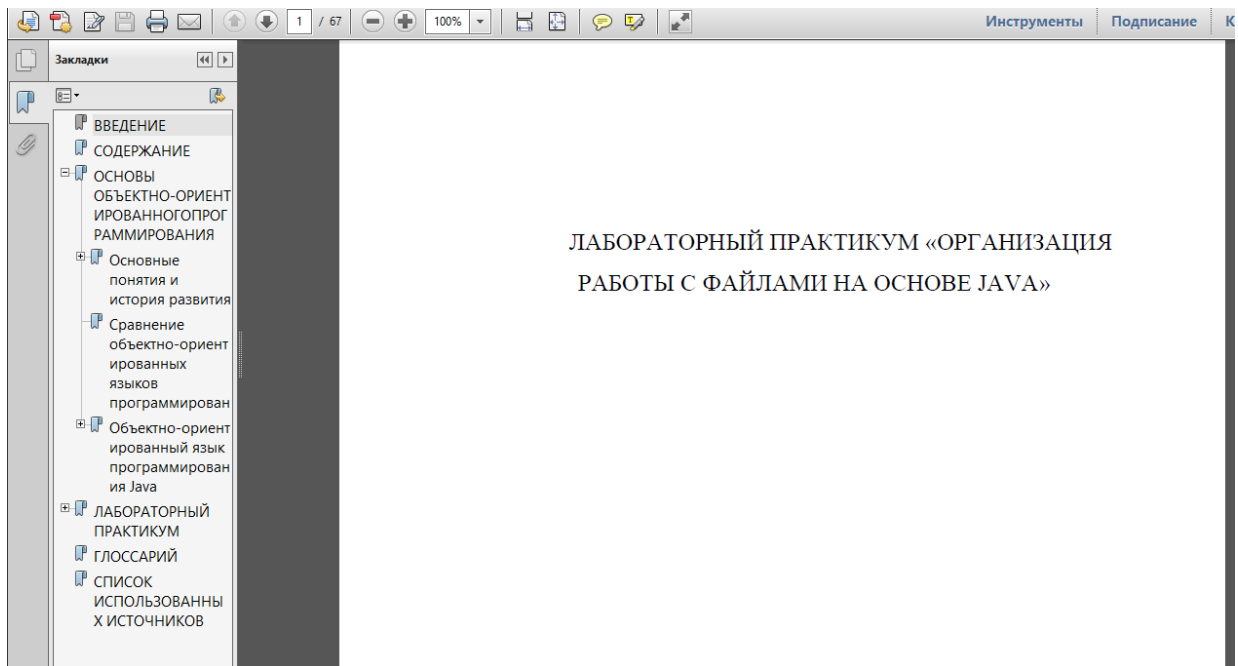 1 / 67
100%
Инструменты
Подписание
К
Закладки
ВВЕДЕНИЕ
СОДЕРЖАНИЕ
ОСНОВЫ
ОБЪЕКТНО-ОРИЕНТ
ИРОВАННОГОПРОГ
РАММИРОВАНИЯ
Основные
понятия и
история развития
Сравнение
объектно-ориент
ированных
языков
программирован
Объектно-ориент
ированный язык
программирован
ия Java
ЛАБОРАТОРНЫЙ
ПРАКТИКУМ
ГЛОССАРИЙ
СПИСОК
ИСПОЛЬЗОВАННЫ
Х ИСТОЧНИКОВ
ЛАБОРАТОРНЫЙ ПРАКТИКУМ «ОРГАНИЗАЦИЯ
РАБОТЫ С ФАЙЛАМИ НА ОСНОВЕ JAVA»